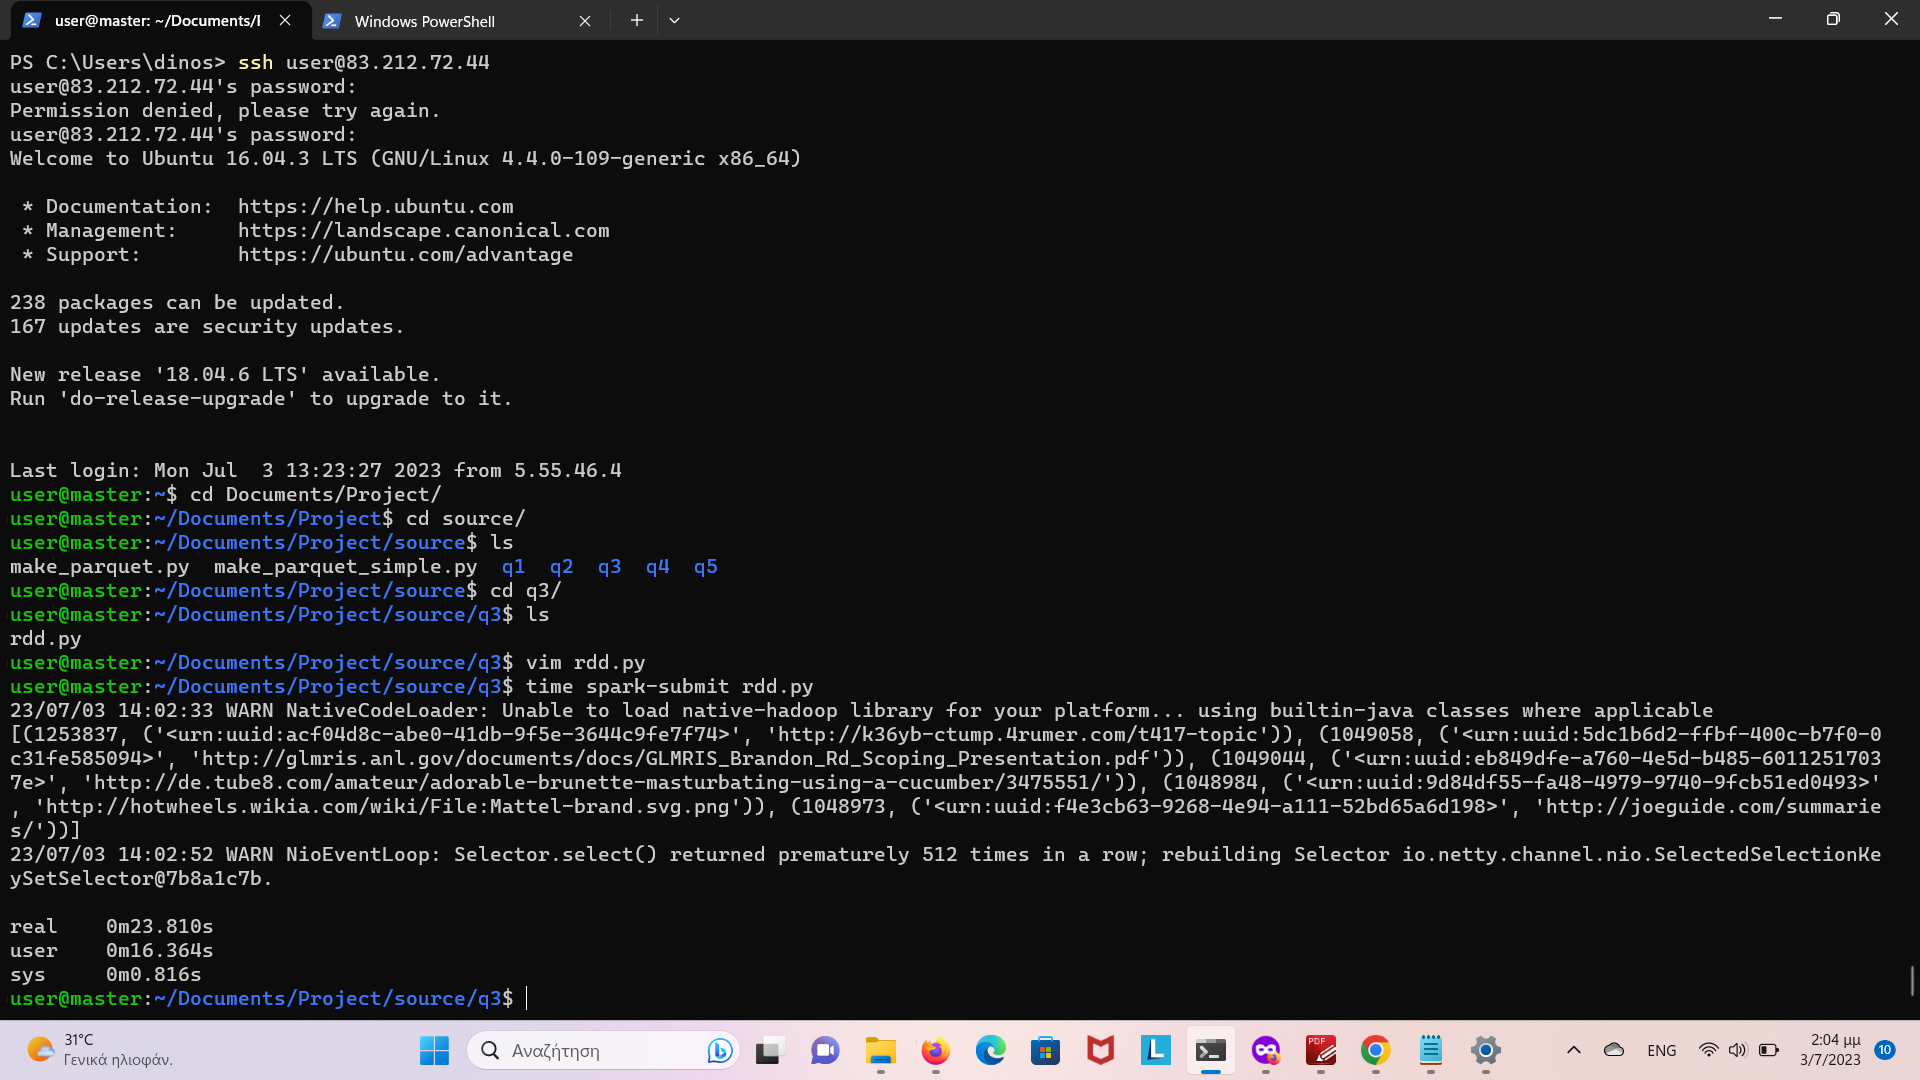 user@master: ~/Documents/I
Windows PowerShell
PS C:\Users\dinos> ssh user@83.212.72.44
user@83.212.72.44's password:
Permission denied, please try again.
user@83.212.72.44's password:
Welcome to Ubuntu 16.04.3 LTS (GNU/Linux 4.4.0-109-generic x86_64)
* Documentation:  https://help.ubuntu.com
* Management:     https://landscape.canonical.com
* Support:        https://ubuntu.com/advantage
238 packages can be updated.
167 updates are security updates.
New release '18.04.6 LTS' available.
Run 'do-release-upgrade' to upgrade to it.
Last login: Mon Jul  3 13:23:27 2023 from 5.55.46.4
user@master:~$ cd Documents/Project/
user@master:~/Documents/Project$ cd source/
user@master:~/Documents/Project/source$ ls
make_parquet.py  make_parquet_simple.py  q1  q2  q3  q4  q5
user@master:~/Documents/Project/source$ cd q3/
user@master:~/Documents/Project/source/q3$ ls
rdd.py
user@master:~/Documents/Project/source/q3$ vim rdd.py
user@master:~/Documents/Project/source/q3$ time spark-submit rdd.py
23/07/03 14:02:33 WARN NativeCodeLoader: Unable to load native-hadoop library for your platform... using builtin-java classes where applicable
[(1253837, ('<urn:uuid:acf04d8c-abe0-41db-9f5e-3644c9fe7f74>', 'http://k36yb-ctump.4rumer.com/t417-topic')), (1049058, ('<urn:uuid:5dc1b6d2-ffbf-400c-b7f0-0
c31fe585094>', 'http://glmris.anl.gov/documents/docs/GLMRIS_Brandon_Rd_Scoping_Presentation.pdf')), (1049044, ('<urn:uuid:eb849dfe-a760-4e5d-b485-6011251703
7e>', 'http://de.tube8.com/amateur/adorable-brunette-masturbating-using-a-cucumber/3475551/')), (1048984, ('<urn:uuid:9d84df55-fa48-4979-9740-9fcb51ed0493>'
, 'http://hotwheels.wikia.com/wiki/File:Mattel-brand.svg.png')), (1048973, ('<urn:uuid:f4e3cb63-9268-4e94-a111-52bd65a6d198>', 'http://joeguide.com/summarie
s/'))]
23/07/03 14:02:52 WARN NioEventLoop: Selector.select() returned prematurely 512 times in a row; rebuilding Selector io.netty.channel.nio.SelectedSelectionKe
ySetSelector@7b8a1c7b.
real    0m23.810s
user    0m16.364s
sys     0m0.816s
user@master:~/Documents/Project/source/q3$
31°C
Γενικά ηλιοφάν.
Αναζήτηση
PDF
ENG
2:04 μμ
3/7/2023
10